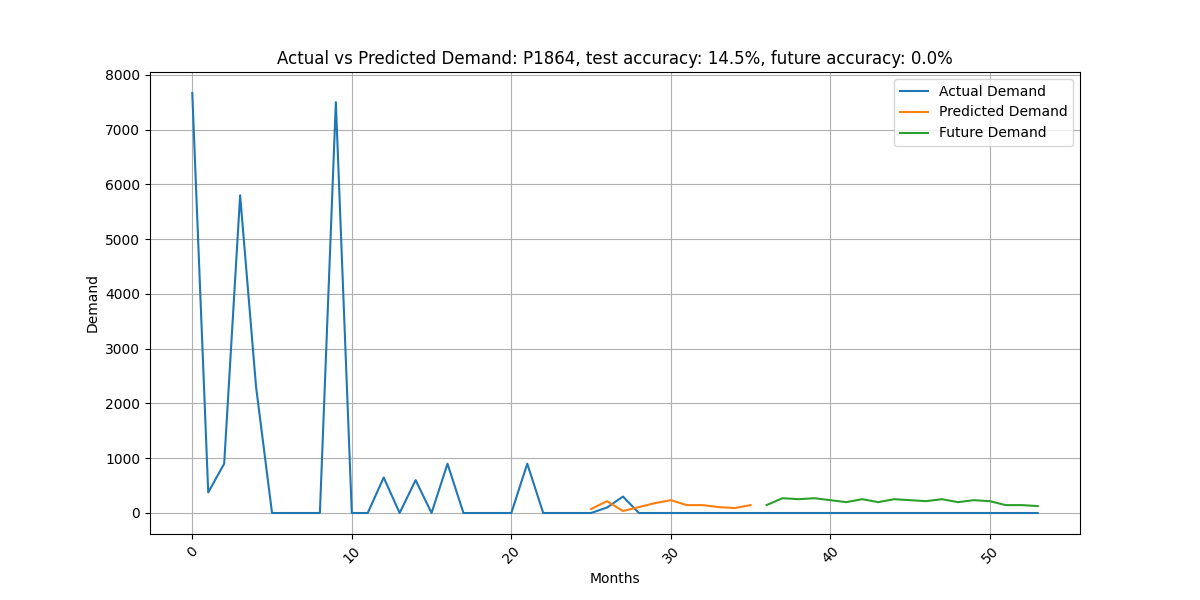 Actual vs Predicted Demand: P1864, test accuracy: 14.5%, future accuracy: 0.0%
8000
7000
6000
5000
4000
3000
2000
1000
0
Demand
Actual Demand
Predicted Demand
Future Demand
0 10 20 30 40 50
Months